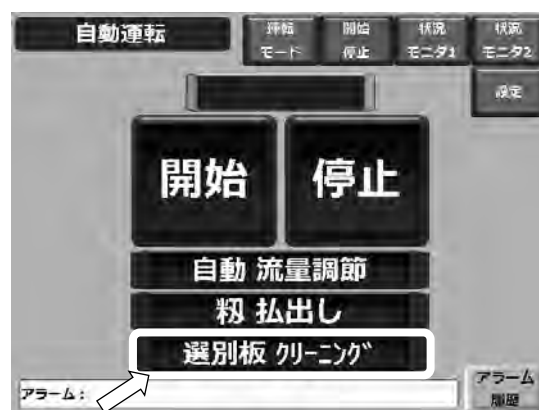 自動運転
運転
モード
開始
停止
状況
モニタ1
状況
モニタ2
設定
開始
停止
自動 流量調節
籾 払出し
選別板 ｸﾘｰﾆﾝｸﾞ
アラーム：
アラーム
履歴